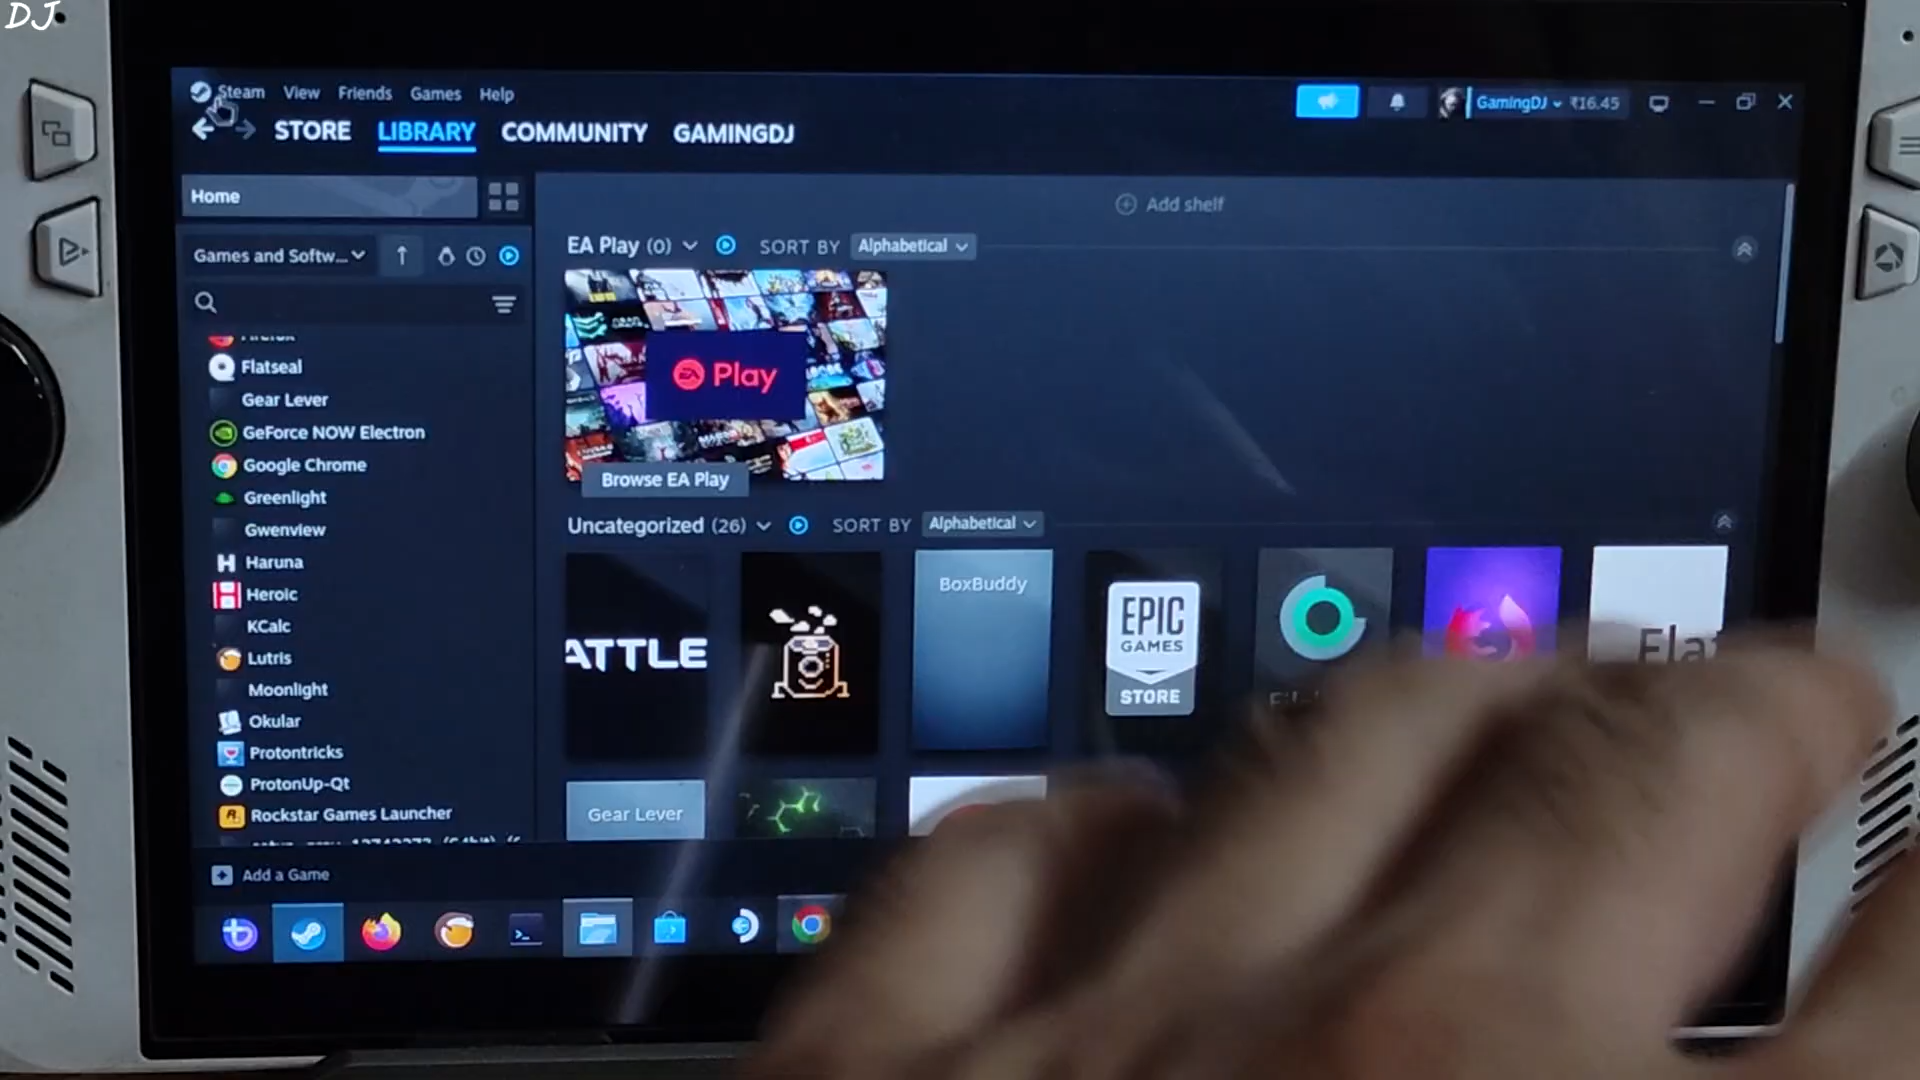 DJ
Steam View Friends Games Help
GamingDJ ₹16.45
STORE LIBRARY COMMUNITY GAMINGDJ
Home
Add shelf
Games and Softw...
EA Play (0) SORT BY Alphabetical
EA Play
Browse EA Play
Flatseal
Gear Lever
GeForce NOW Electron
Google Chrome
Greenlight
Gwenview
Haruna
Heroic
KCalc
Lutris
Moonlight
Okular
Protontricks
ProtonUp-Qt
Rockstar Games Launcher
Uncategorized (26) SORT BY Alphabetical
ATTLE
BoxBuddy
EPIC
GAMES
STORE
Flat
Gear Lever
Add a Game